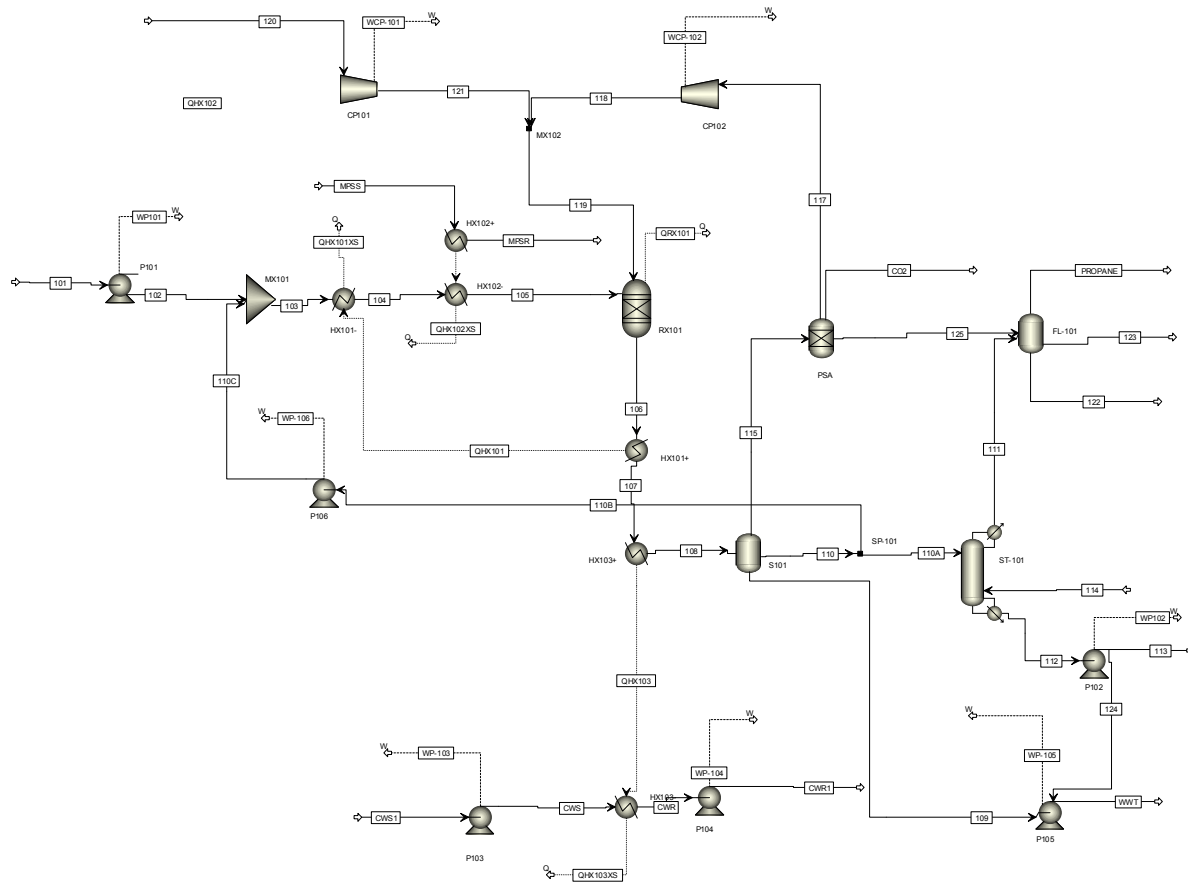 W
WCP-101
120
W
WCP-102
QHX102
CP101
121
118
CP102
MX102
MPSS
117
119
W
WP101
Q
QHX101XS
HX102+
MPSR
QRX101
Q
P101
MX101
CO2
PROPANE
101
102
103
104
HX102-
105
HX101-
Q
QHX102XS
RX101
FL-101
125
123
PSA
110C
122
W
WP-106
106
115
QHX101
HX101+
111
107
P106
110B
SP-101
HX103+
108
S101
110
110A
ST-101
114
WP102
W
112
113
P102
QHX103
W
124
W
W
WP-103
WP-104
WP-105
CWS1
CWS
HX103-
CWR
CWR1
WWT
P104
109
P105
P103
Q
QHX103XS